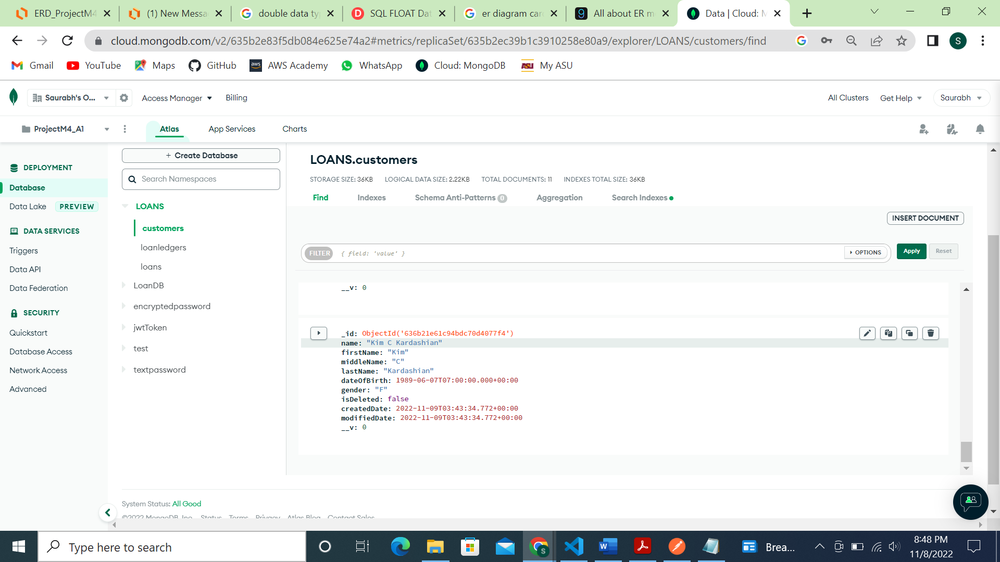 ERD_ProjectM4
(1) New Messa
double data ty
SQL FLOAT Dat
er diagram car
All about ER m
Data | Cloud: M
cloud.mongodb.com/v2/635b2e83f5db084e625e74a2#metrics/replicaSet/635b2ec39b1c3910258e80a9/explorer/LOANS/customers/find
S
Gmail
YouTube
Maps
GitHub
aws
AWS Academy
WhatsApp
Cloud: MongoDB
ASU
My ASU
Saurabh's O...
Access Manager
Billing
All Clusters
Get Help
Saurabh
ProjectM4_A1
Atlas
App Services
Charts
DEPLOYMENT
Database
Data Lake
PREVIEW
DATA SERVICES
Triggers
Data API
Data Federation
SECURITY
Quickstart
Database Access
Network Access
Advanced
+ Create Database
Search Namespaces
LOANS
customers
loanledgers
loans
LoanDB
encryptedpassword
jwtToken
test
textpassword
LOANS.customers
STORAGE SIZE: 36KB
LOGICAL DATA SIZE: 2.22KB
TOTAL DOCUMENTS: 11
INDEXES TOTAL SIZE: 36KB
Find
Indexes
Schema Anti-Patterns 0
Aggregation
Search Indexes
INSERT DOCUMENT
FILTER
{ field: 'value' }
OPTIONS
Apply
Reset
__v: 0
_id: ObjectId('636b21e61c94bdc70d4077f4')
name: "Kim C Kardashian"
firstName: "Kim"
middleName: "C"
lastName: "Kardashian"
dateOfBirth: 1989-06-07T07:00:00.000+00:00
gender: "F"
isDeleted: false
createdDate: 2022-11-09T03:43:34.772+00:00
modifiedDate: 2022-11-09T03:43:34.772+00:00
__v: 0
System Status: All Good
©2022 MongoDB, Inc.
Status
Terms
Privacy
Atlas Blog
Contact Sales
Type here to search
S
Brea...
8:48 PM
11/8/2022